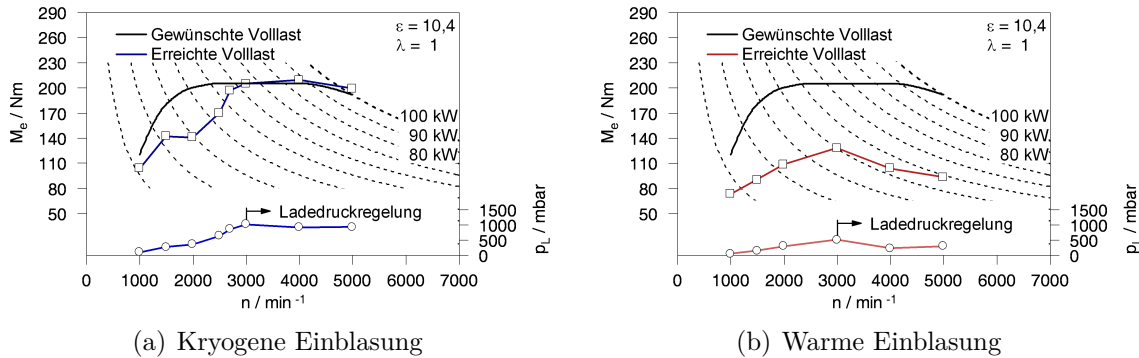 290
260
230
200
170
140
110
80
50
M_e / Nm
Gewünschte Volllast
Erreichte Volllast
ε = 10,4
λ = 1
100 kW
90 kW
80 kW
Ladedruckregelung
1500
1000
500
0
p_L / mbar
0 1000 2000 3000 4000 5000 6000 7000
n / min⁻¹
(a) Kryogene Einblasung
290
260
230
200
170
140
110
80
50
M_e / Nm
Gewünschte Volllast
Erreichte Volllast
ε = 10,4
λ = 1
100 kW
90 kW
80 kW
Ladedruckregelung
1500
1000
500
0
/ mbar
0 1000 2000 3000 4000 5000 6000 7000
n / min⁻¹
(b) Warme Einblasung